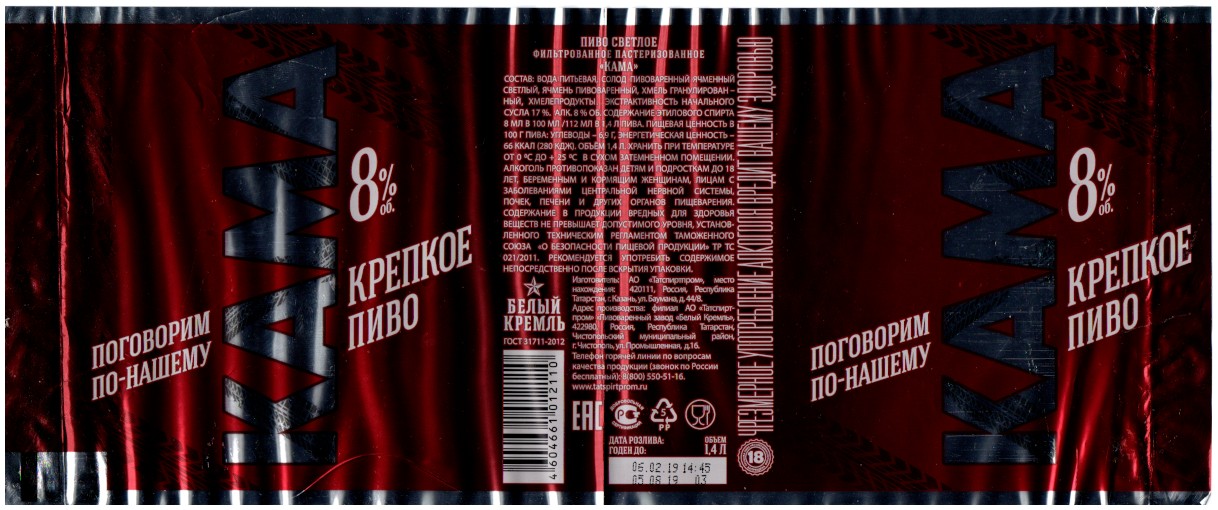 ПОГОВОРИМ
ПО-НАШЕМУ
КАМА
8%
об.
КРЕПКОЕ
ПИВО
ПИВО СВЕТЛОЕ
ФИЛЬТРОВАННОЕ ПАСТЕРИЗОВАННОЕ
«КАМА»
СОСТАВ: ВОДА ПИТЬЕВАЯ, СОЛОД ПИВОВАРЕННЫЙ ЯЧМЕННЫЙ
СВЕТЛЫЙ, ЯЧМЕНЬ ПИВОВАРЕННЫЙ, ХМЕЛЬ ГРАНУЛИРОВАН –
НЫЙ, ХМЕЛЕПРОДУКТЫ ЭКСТРАКТИВНОСТЬ НАЧАЛЬНОГО
СУСЛА 17 %. АЛК. 8 % ОБ. СОДЕРЖАНИЕ ЭТИЛОВОГО СПИРТА
8 МЛ В 100 МЛ /112 МЛ В 1,4 Л ПИВА. ПИЩЕВАЯ ЦЕННОСТЬ В
100 Г ПИВА: УГЛЕВОДЫ – 6,9 Г, ЭНЕРГЕТИЧЕСКАЯ ЦЕННОСТЬ –
66 ККАЛ (280 КДЖ). ОБЪЁМ 1,4 Л. ХРАНИТЬ ПРИ ТЕМПЕРАТУРЕ
ОТ 0 ºС ДО + 25 ºС В СУХОМ ЗАТЕМНЕННОМ ПОМЕЩЕНИИ.
АЛКОГОЛЬ ПРОТИВОПОКАЗАН ДЕТЯМ И ПОДРОСТКАМ ДО 18
ЛЕТ, БЕРЕМЕННЫМ И КОРМЯЩИМ ЖЕНЩИНАМ, ЛИЦАМ С
ЗАБОЛЕВАНИЯМИ ЦЕНТРАЛЬНОЙ НЕРВНОЙ СИСТЕМЫ,
ПОЧЕК, ПЕЧЕНИ И ДРУГИХ ОРГАНОВ ПИЩЕВАРЕНИЯ.
СОДЕРЖАНИЕ В ПРОДУКЦИИ ВРЕДНЫХ ДЛЯ ЗДОРОВЬЯ
ВЕЩЕСТВ НЕ ПРЕВЫШАЕТ ДОПУСТИМОГО УРОВНЯ, УСТАНОВ-
ЛЕННОГО ТЕХНИЧЕСКИМ РЕГЛАМЕНТОМ ТАМОЖЕННОГО
СОЮЗА «О БЕЗОПАСНОСТИ ПИЩЕВОЙ ПРОДУКЦИИ» ТР ТС
021/2011. РЕКОМЕНДУЕТСЯ УПОТРЕБИТЬ СОДЕРЖИМОЕ
НЕПОСРЕДСТВЕННО ПОСЛЕ ВСКРЫТИЯ УПАКОВКИ.
БЕЛЫЙ
КРЕМЛЬ
ГОСТ 31711-2012
4 604661 012110
Изготовитель: АО «Татспиртпром», место
нахождения: 420111, Россия, Республика
Татарстан, г. Казань, ул. Баумана, д. 44/8.
Адрес производства: филиал АО «Татспирт-
пром» «Пивоваренный завод «Белый Кремль»,
422980, Россия, Республика Татарстан,
Чистопольский муниципальный район,
г. Чистополь, ул. Промышленная, д.16.
Телефон горячей линии по вопросам
качества продукции (звонок по России
бесплатный): 8(800) 550-51-16.
www.tatspirtprom.ru
EAC
ДОБРОВОЛЬНАЯ
СЕРТИФИКАЦИЯ
5
PP
ДАТА РОЗЛИВА:
ГОДЕН ДО:
ОБЪЕМ
1,4 Л
06.02.19 14:45
05.08.19 03
ЧРЕЗМЕРНОЕ УПОТРЕБЛЕНИЕ АЛКОГОЛЯ ВРЕДИТ ВАШЕМУ ЗДОРОВЬЮ
18
ПОГОВОРИМ
ПО-НАШЕМУ
КАМА
8%
об.
КРЕПКОЕ
ПИВО